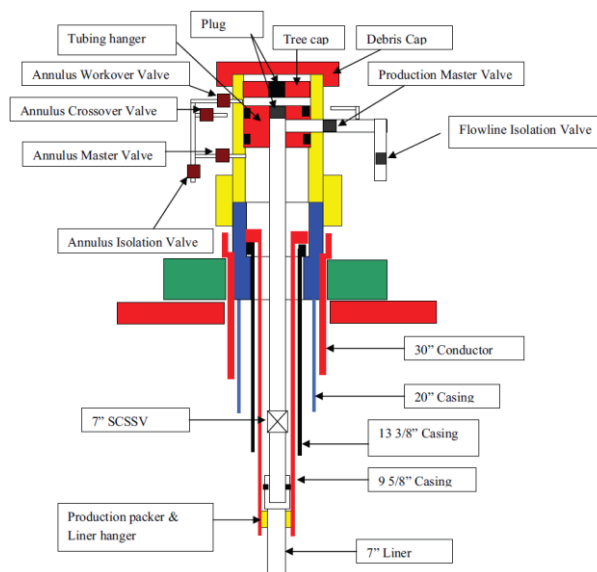 Plug
Tubing hanger
Tree cap
Debris Cap
Annulus Workover Valve
Production Master Valve
Annulus Crossover Valve
Flowline Isolation Valve
Annulus Master Valve
Annulus Isolation Valve
30” Conductor
20” Casing
7” SCSSV
13 3/8” Casing
9 5/8” Casing
Production packer &
Liner hanger
7” Liner